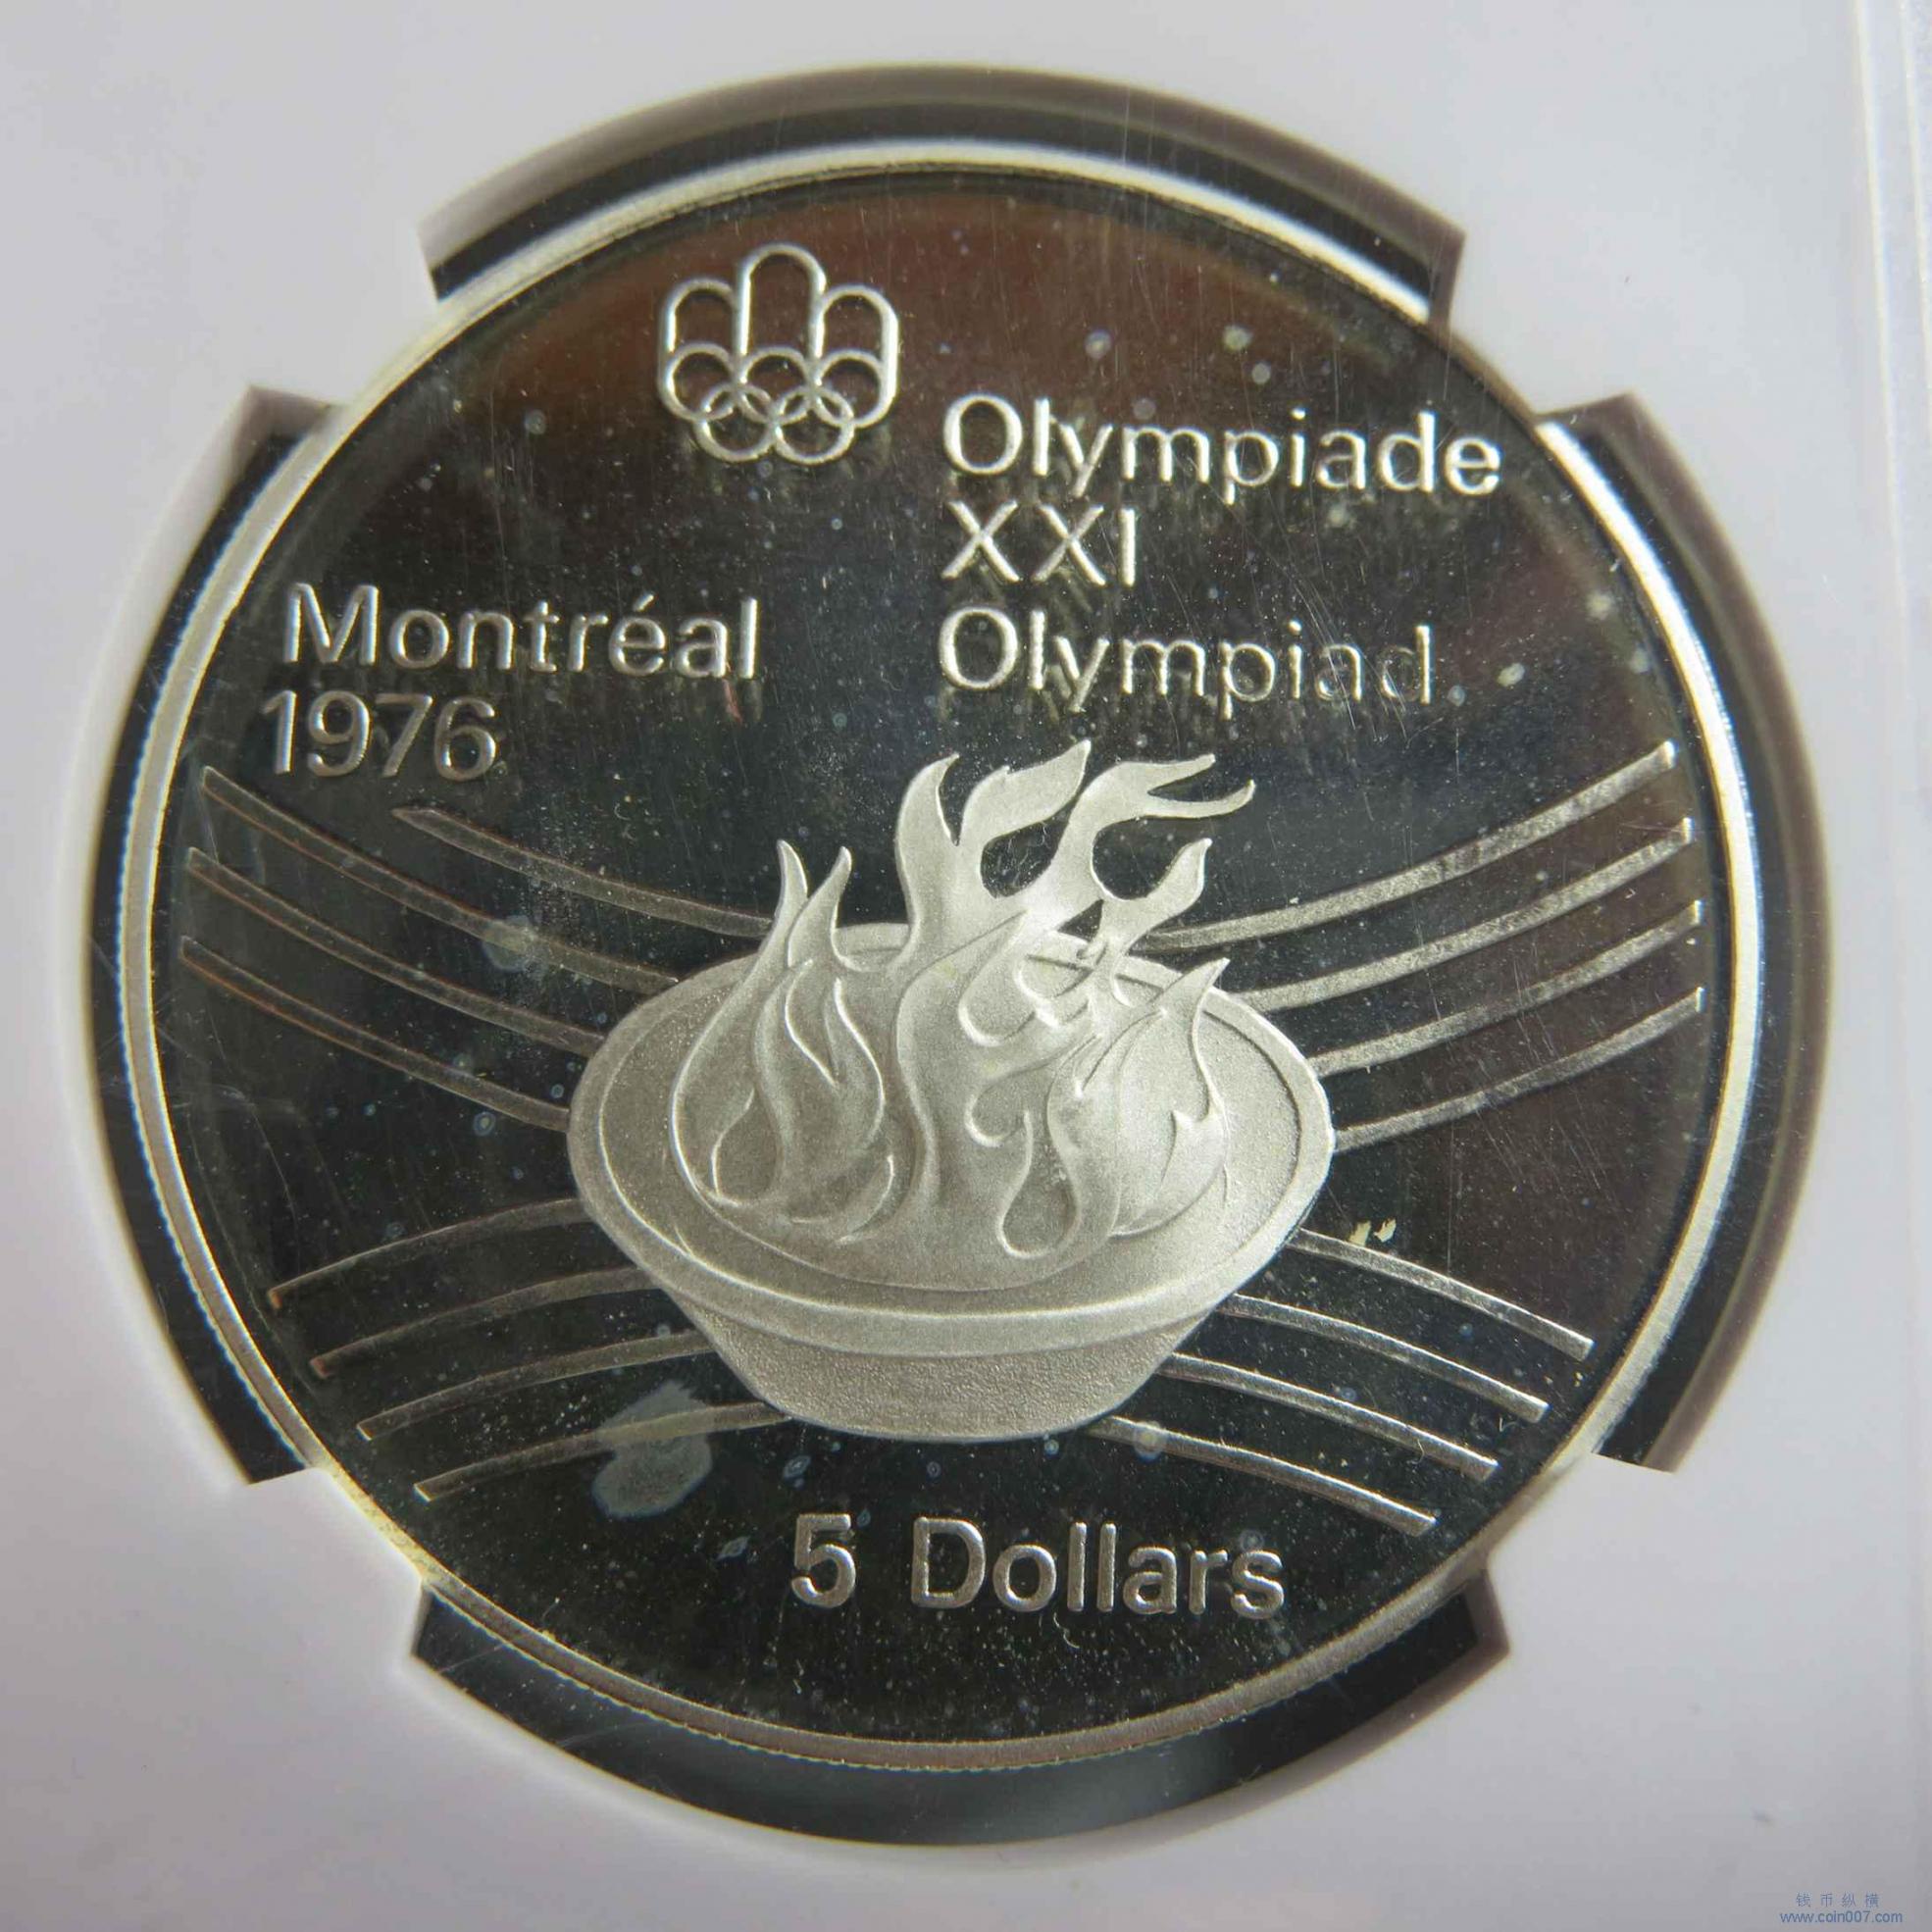 Olympiade
XXI
Olympiad
Montréal
1976
5 Dollars
钱币纵横
www.coin007.com